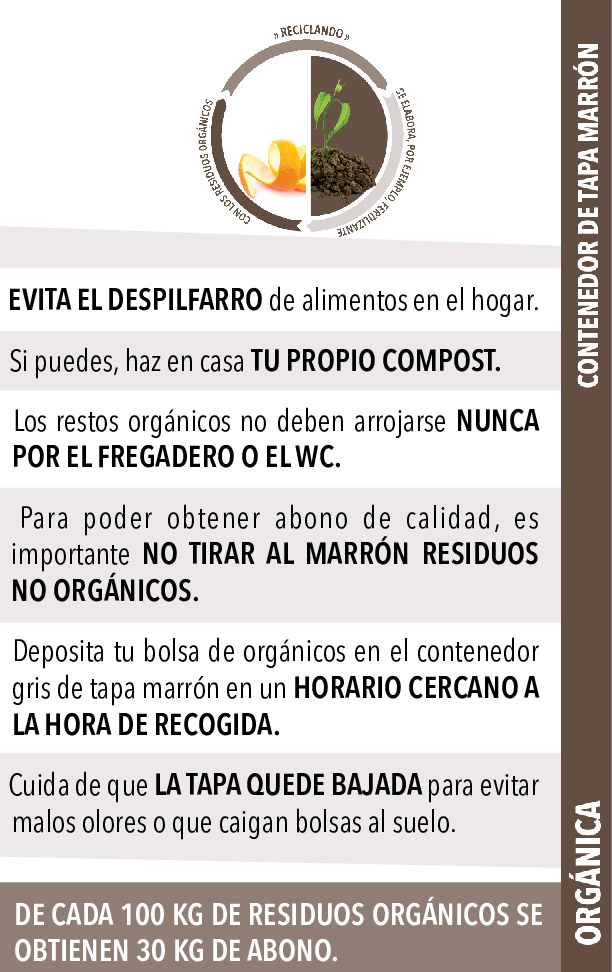 » RECICLANDO »
SE ELABORA, POR EJEMPLO, FERTILIZANTE
CON LOS RESIDUOS ORGÁNICOS
CONTENEDOR DE TAPA MARRÓN
EVITA EL DESPILFARRO de alimentos en el hogar.
Si puedes, haz en casa TU PROPIO COMPOST.
Los restos orgánicos no deben arrojarse NUNCA
POR EL FREGADERO O EL WC.
Para poder obtener abono de calidad, es
importante NO TIRAR AL MARRÓN RESIDUOS
NO ORGÁNICOS.
Deposita tu bolsa de orgánicos en el contenedor
gris de tapa marrón en un HORARIO CERCANO A
LA HORA DE RECOGIDA.
Cuida de que LA TAPA QUEDE BAJADA para evitar
malos olores o que caigan bolsas al suelo.
ORGÁNICA
DE CADA 100 KG DE RESIDUOS ORGÁNICOS SE
OBTIENEN 30 KG DE ABONO.